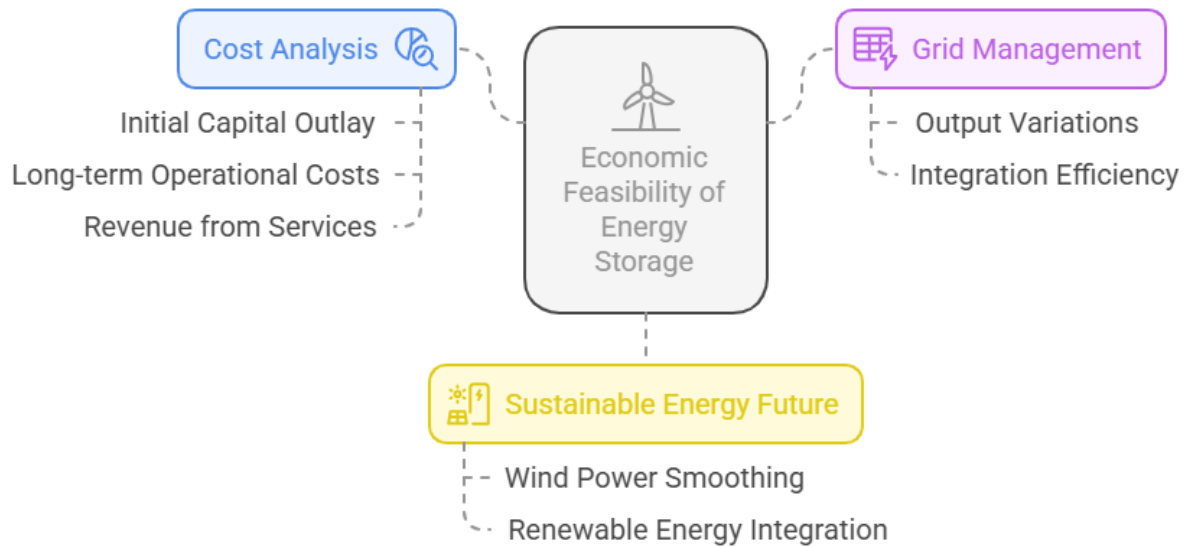 Cost Analysis
Initial Capital Outlay
Long-term Operational Costs
Revenue from Services
Economic
Feasibility of
Energy
Storage
Grid Management
Output Variations
Integration Efficiency
Sustainable Energy Future
Wind Power Smoothing
Renewable Energy Integration